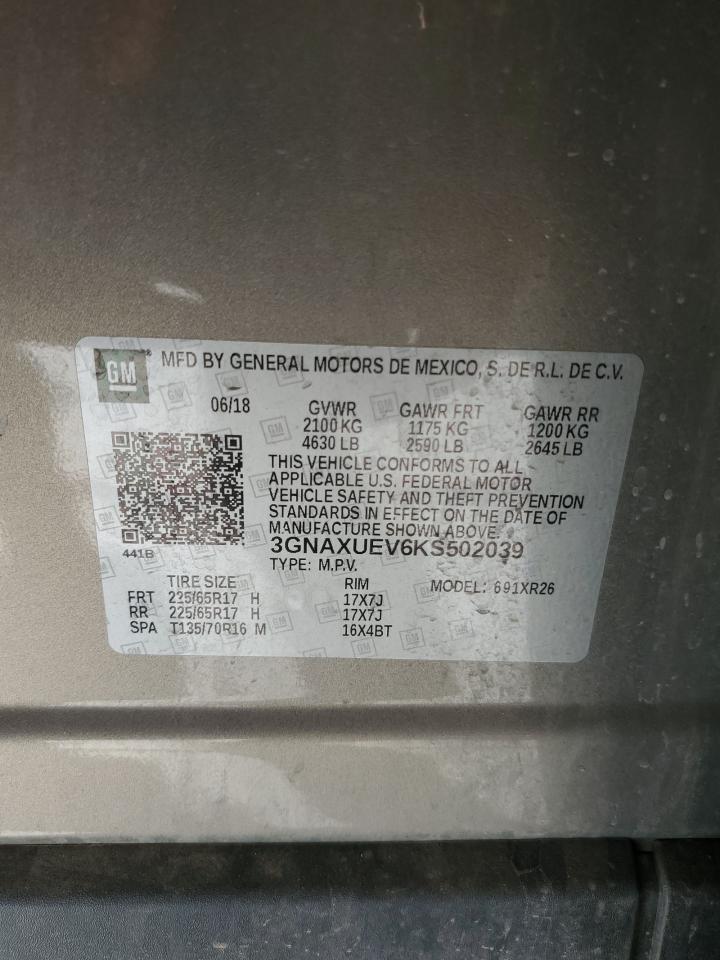 GM ® MFD BY GENERAL MOTORS DE MEXICO, S. DE R.L. DE C.V.
06/18 GVWR GAWR FRT GAWR RR
2100 KG 1175 KG 1200 KG
4630 LB 2590 LB 2645 LB
THIS VEHICLE CONFORMS TO ALL
APPLICABLE U.S. FEDERAL MOTOR
VEHICLE SAFETY AND THEFT PREVENTION
STANDARDS IN EFFECT ON THE DATE OF
MANUFACTURE SHOWN ABOVE.
441B 3GNAXUEV6KS502039
TYPE: M.P.V.
TIRE SIZE RIM MODEL: 691XR26
FRT 225/65R17 H 17X7J
RR 225/65R17 H 17X7J
SPA T135/70R16 M 16X4BT